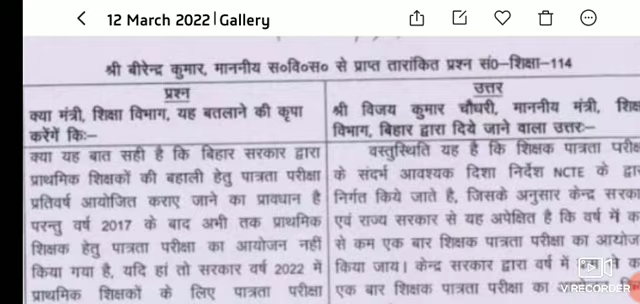 12 March 2022 | Gallery
श्री बीरेन्द्र कुमार, माननीय स०वि०स० से प्राप्त तारांकित प्रश्न सं०-शिक्षा-114
प्रश्न
क्या मंत्री, शिक्षा विभाग, यह बतलाने की कृपा
करेंगें कि:–
क्या यह बात सही है कि बिहार सरकार द्वारा
प्राथमिक शिक्षकों की बहाली हेतु पात्रता परीक्षा
प्रतिवर्ष आयोजित कराए जाने का प्रावधान है
परन्तु वर्ष 2017 के बाद अभी तक प्राथमिक
शिक्षक हेतु पात्रता परीक्षा का आयोजन नहीं
किया गया है, यदि हां तो सरकार वर्ष 2022 में
प्राथमिक शिक्षकों के लिए पात्रता परीक्षा
उत्तर
श्री विजय कुमार चौधरी, माननीय मंत्री,
विभाग, बिहार द्वारा दिये जाने वाला उत्तर:–
वस्तुस्थिति यह है कि शिक्षक पात्रता
के संदर्भ आवश्यक दिशा निर्देश NCTE के
निर्गत किये जाते है, जिसके अनुसार केन्द्र
एवं राज्य सरकार से यह अपेक्षित है कि वर्ष में
से कम एक बार शिक्षक पात्रता परीक्षा का
किया जाय। केन्द्र सरकार द्वारा वर्ष में
एक बार शिक्षक पात्रता परीक्षा का
V RECORDER